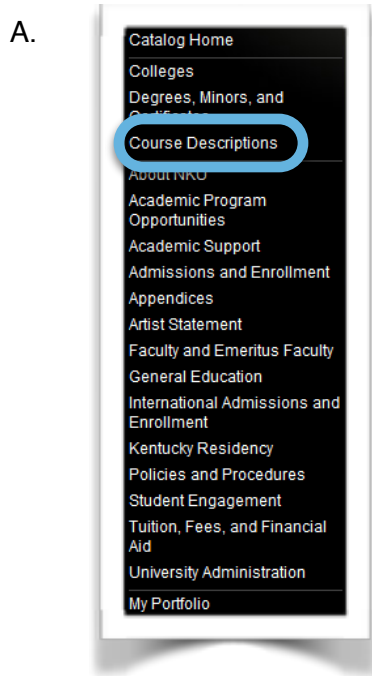 A.
Catalog Home
Colleges
Degrees, Minors, and
Certificates
Course Descriptions
About NKU
Academic Program
Opportunities
Academic Support
Admissions and Enrollment
Appendices
Artist Statement
Faculty and Emeritus Faculty
General Education
International Admissions and
Enrollment
Kentucky Residency
Policies and Procedures
Student Engagement
Tuition, Fees, and Financial
Aid
University Administration
My Portfolio